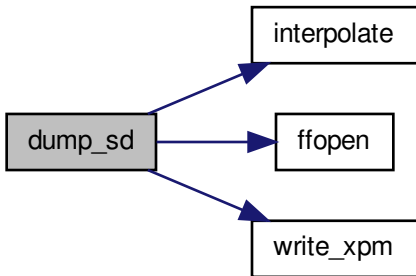 interpolate
dump_sd
ffopen
write_xpm